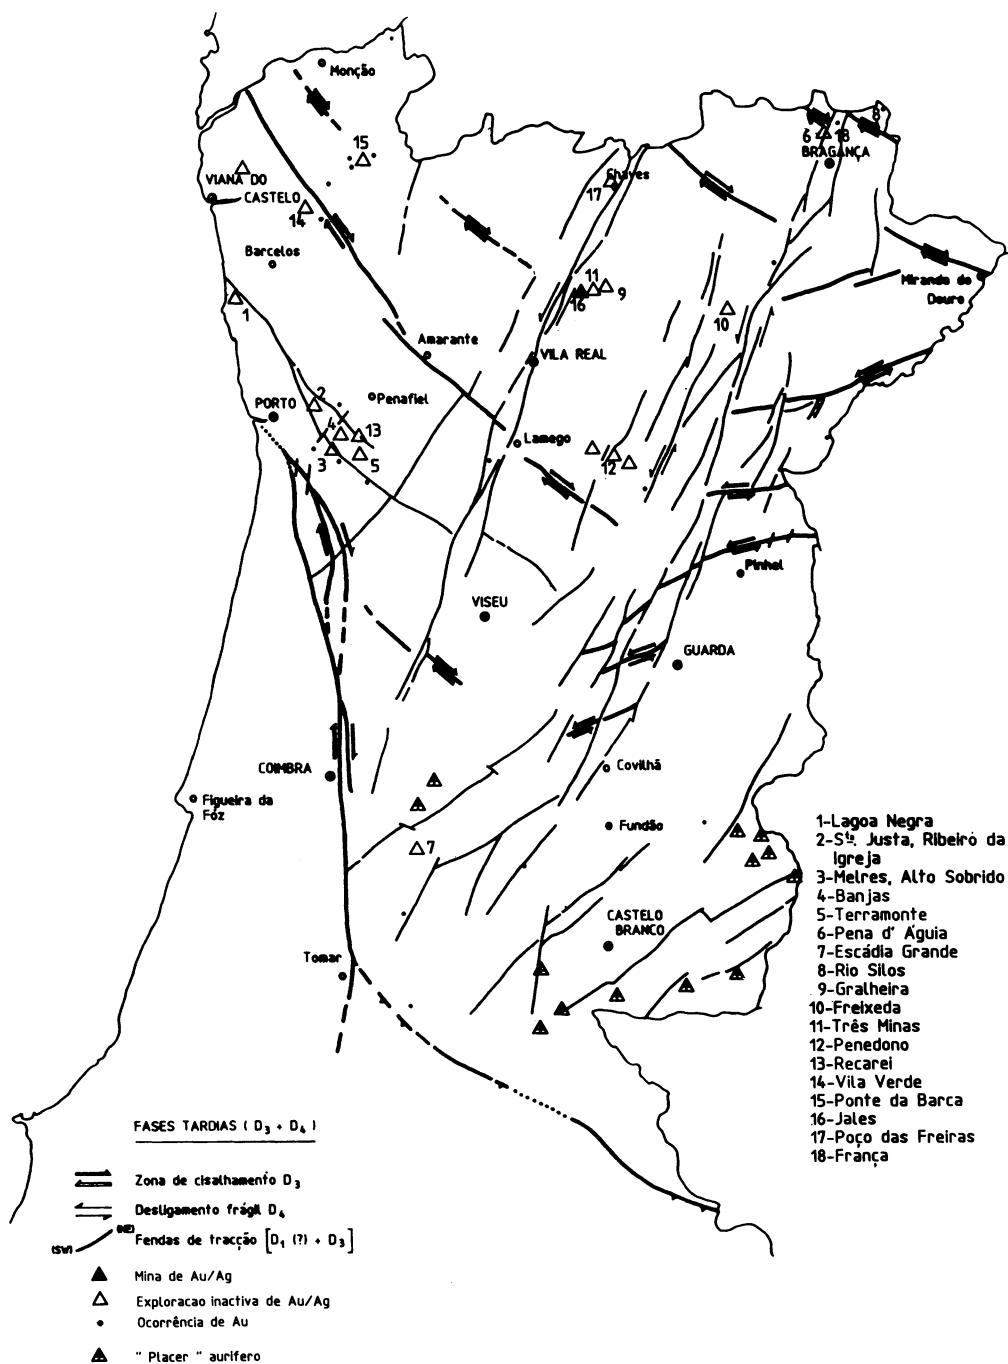 Monção
15
8
6
18
BRAGANÇA
VIANA DO
CASTELO
14
Chaves
17
Barcelos
11
9
16
10
Miranda do
Douro
1
Amarante
VILA REAL
2
Penafiel
PORTO
4
13
3
5
Lamego
12
Pinhel
VISEU
GUARDA
COIMBRA
Covilhã
Figueira da
Fóz
Fundão
7
CASTELO
BRANCO
Tomar
1-Lagoa Negra
2-Sta. Justa, Ribeiro da
Igreja
3-Melres, Alto Sobrido
4-Banjas
5-Terramonte
6-Pena d' Águia
7-Escádia Grande
8-Rio Silos
9-Gralheira
10-Freixeda
11-Três Minas
12-Penedono
13-Recarei
14-Vila Verde
15-Ponte da Barca
16-Jales
17-Poço das Freiras
18-França
FASES TARDIAS ( D3 + D4 )
Zona de cisalhamento D3
Desligamento frágil D4
(NE)
(SW)
Fendas de tracção [D1 (?) + D3]
Mina de Au/Ag
Exploracao inactiva de Au/Ag
Ocorrência de Au
" Placer " aurifero